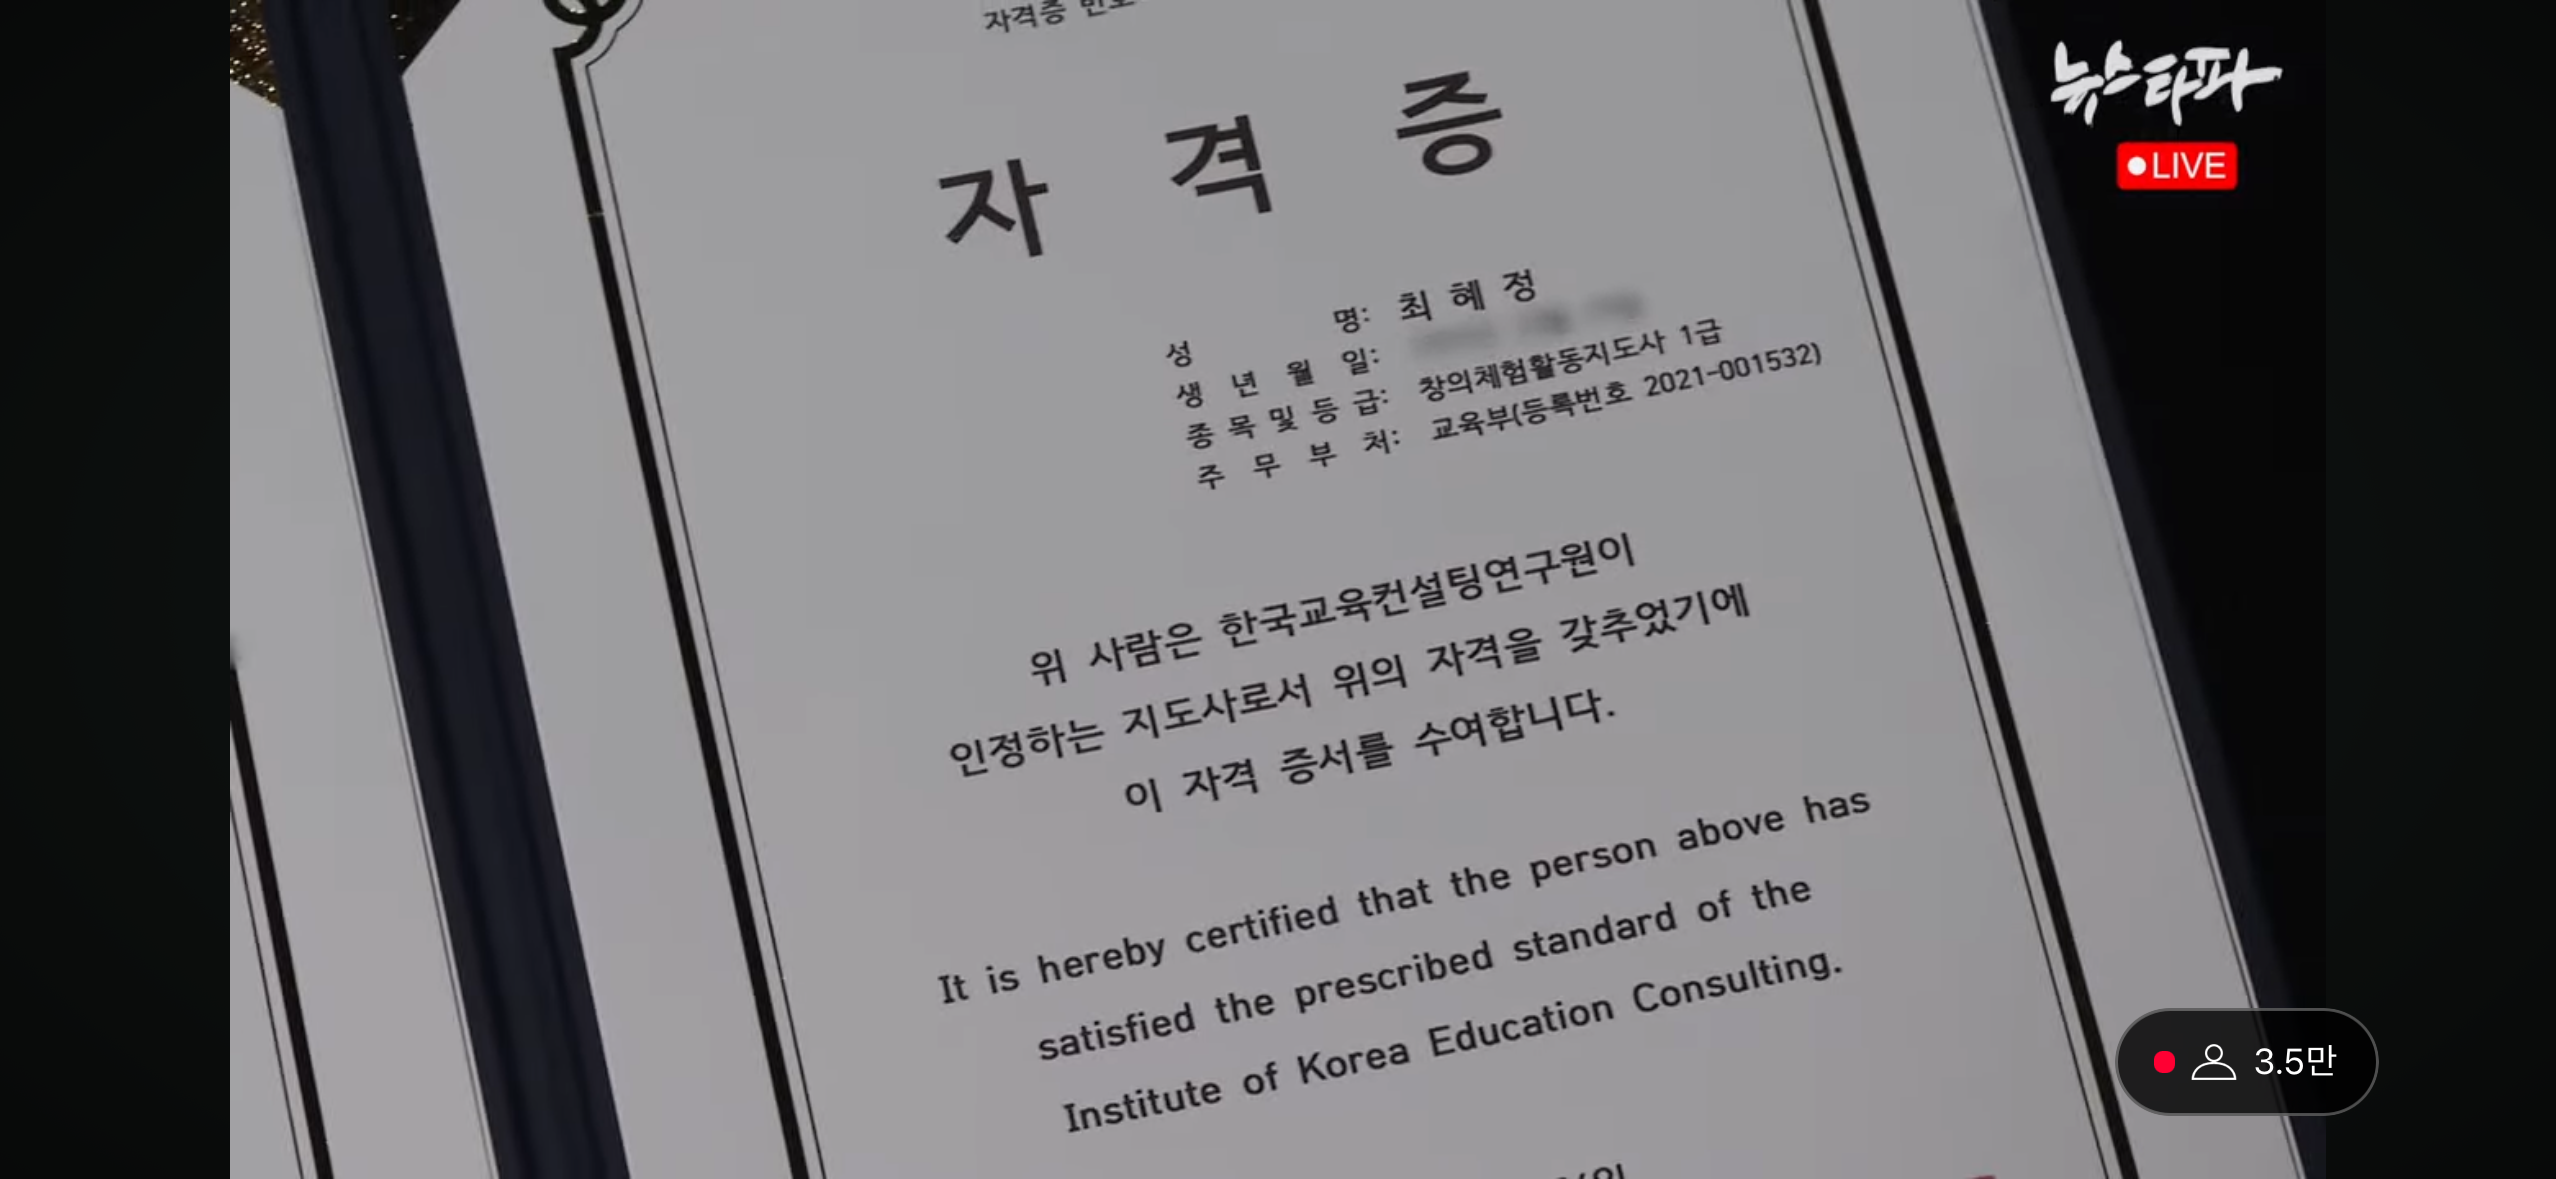 자격증 번호
뉴스타파
LIVE
자 격 증
성 명: 최 혜 정
생 년 월 일:
종 목 및 등 급: 창의체험활동지도사 1급
주 무 부 처: 교육부(등록번호 2021-001532)
위 사람은 한국교육컨설팅연구원이
인정하는 지도사로서 위의 자격을 갖추었기에
이 자격 증서를 수여합니다.
It is hereby certified that the person above has
satisfied the prescribed standard of the
Institute of Korea Education Consulting.
3.5만